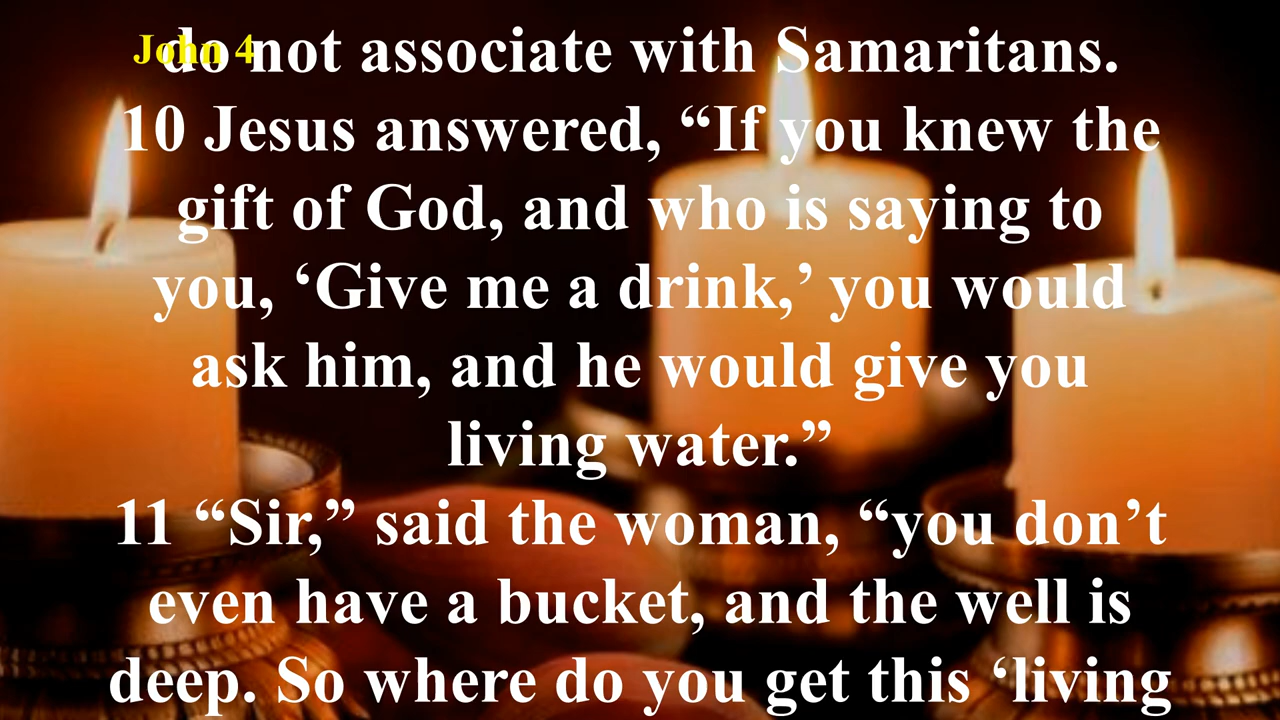 John 4
do not associate with Samaritans.
10 Jesus answered, “If you knew the
gift of God, and who is saying to
you, ‘Give me a drink,’ you would
ask him, and he would give you
living water.”
11 “Sir,” said the woman, “you don’t
even have a bucket, and the well is
deep. So where do you get this ‘living